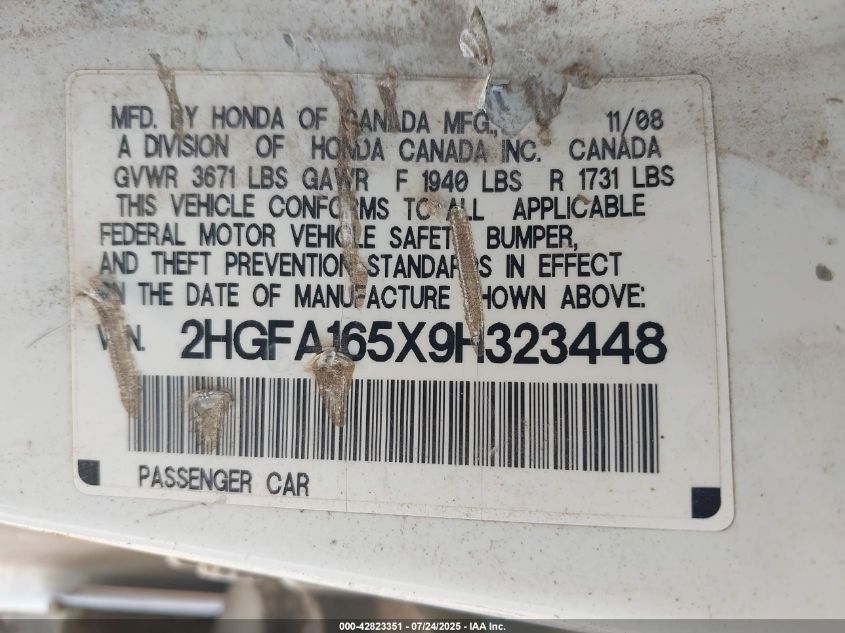 MFD. BY HONDA OF CANADA MFG., 11/08
A DIVISION OF HONDA CANADA INC. CANADA
GVWR 3671 LBS GAWR F 1940 LBS R 1731 LBS
THIS VEHICLE CONFORMS TO ALL APPLICABLE
FEDERAL MOTOR VEHICLE SAFETY, BUMPER,
AND THEFT PREVENTION STANDARDS IN EFFECT
ON THE DATE OF MANUFACTURE SHOWN ABOVE:
V.I.N. 2HGFA165X9H323448
PASSENGER CAR
000-42823351 - 07/24/2025 - IAA Inc.